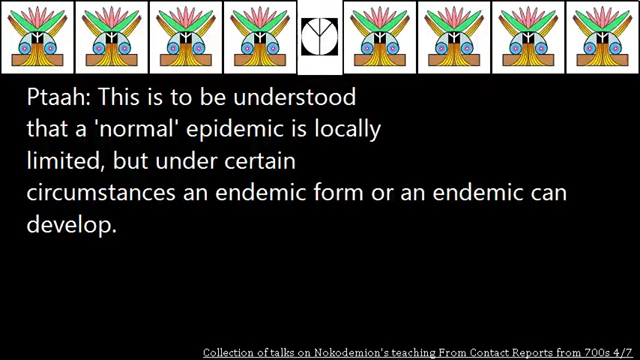 Ptaah: This is to be understood
that a 'normal' epidemic is locally
limited, but under certain
circumstances an endemic form or an endemic can
develop.
Collection of talks on Nokodemion's teaching From Contact Reports from 700s 4/7